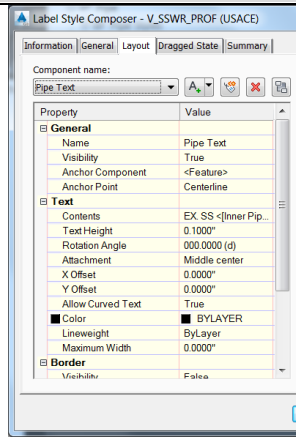 Label Style Composer - V_SSWR_PROF (USACE)
Information General Layout Dragged State Summary
Component name:
Pipe Text
Property Value
General
Name Pipe Text
Visibility True
Anchor Component <Feature>
Anchor Point Centerline
Text
Contents EX. SS <[Inner Pip...
Text Height 0.1000"
Rotation Angle 000.0000 (d)
Attachment Middle center
X Offset 0.0000"
Y Offset 0.0000"
Allow Curved Text True
Color BYLAYER
Lineweight ByLayer
Maximum Width 0.0000"
Border
Visibility False